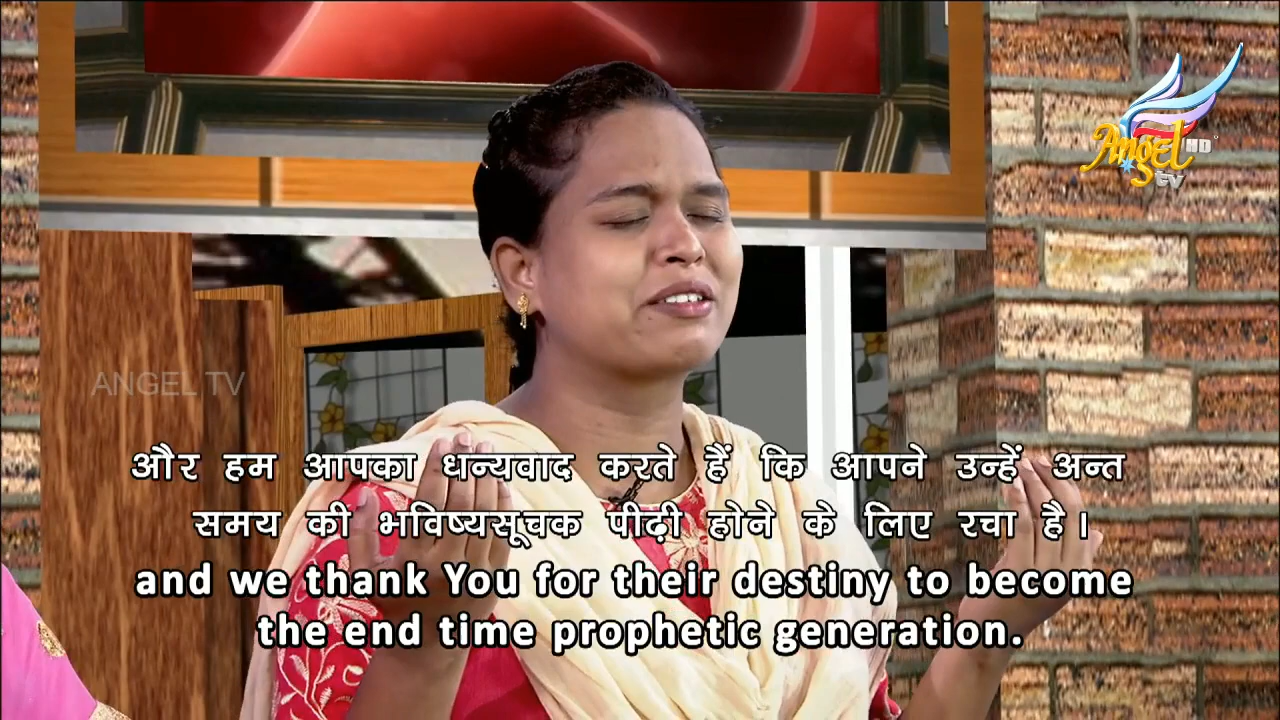 Angel HD
tv
ANGEL TV
और हम आपका धन्यवाद करते हैं कि आपने उन्हें अन्त
समय की भविष्यसूचक पीढ़ी होने के लिए रचा है।
and we thank You for their destiny to become
the end time prophetic generation.